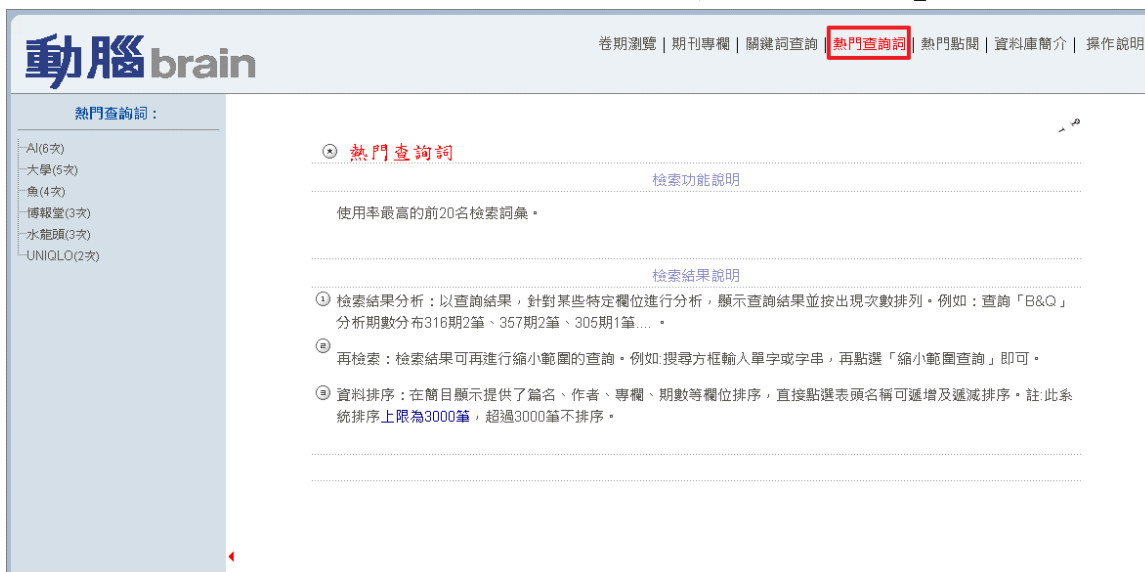 動腦brain
卷期瀏覽 | 期刊專欄 | 關鍵詞查詢 | 熱門查詢詞 | 熱門點閱 | 資料庫簡介 | 操作說明
熱門查詢詞：
AI(6次)
大學(5次)
魚(4次)
博報堂(3次)
水龍頭(3次)
UNIQLO(2次)
熱門查詢詞
檢索功能說明
使用率最高的前20名檢索詞彙。
檢索結果說明
1 檢索結果分析：以查詢結果，針對某些特定欄位進行分析，顯示查詢結果並按出現次數排列。例如：查詢「B&Q」
分析期數分布316期2筆、357期2筆、305期1筆.... 。
2 再檢索：檢索結果可再進行縮小範圍的查詢。例如:搜尋方框輸入單字或字串，再點選「縮小範圍查詢」即可。
3 資料排序：在簡目顯示提供了篇名、作者、專欄、期數等欄位排序，直接點選表頭名稱可遞增及遞減排序。註:此系
統排序上限為3000筆，超過3000筆不排序。